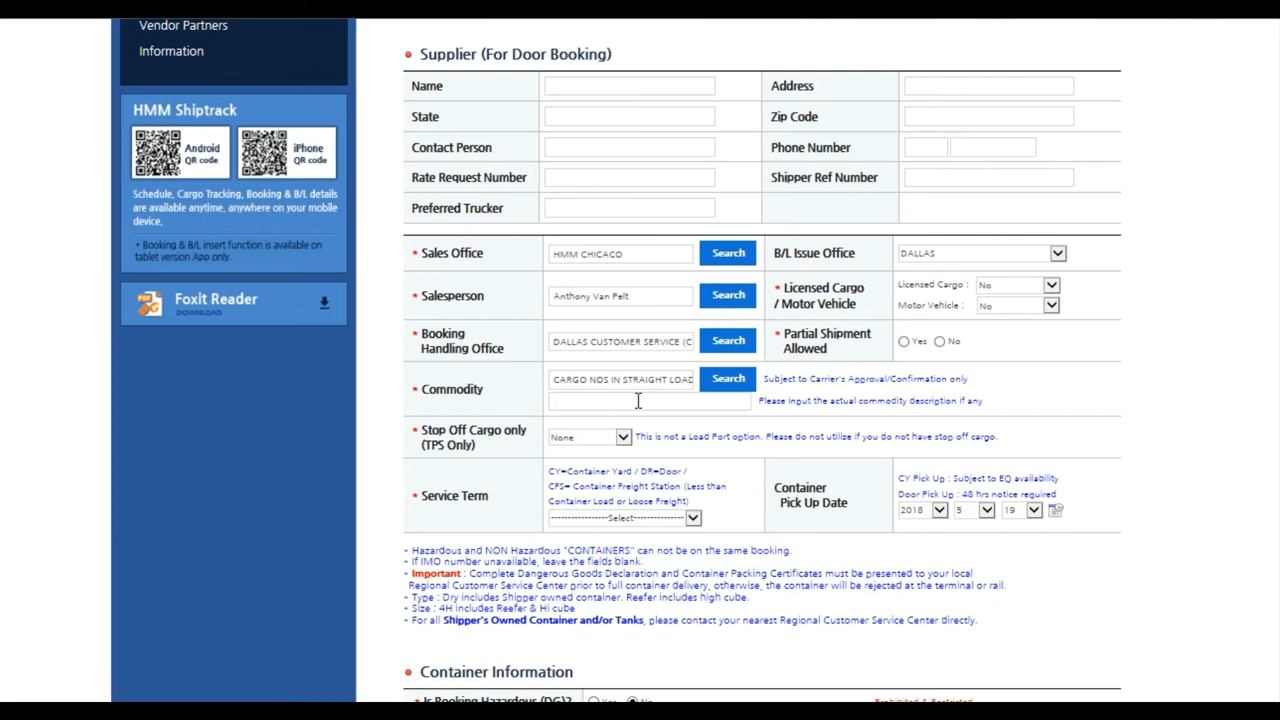 Vendor Partners
Information
HMM Shiptrack
Android
QR code
iPhone
QR code
Schedule, Cargo Tracking, Booking & B/L details
are available anytime, anywhere on your mobile
device.
* Booking & B/L insert function is available on
tablet version App only.
Foxit Reader
DOWNLOAD
Supplier (For Door Booking)
Name
Address
State
Zip Code
Contact Person
Phone Number
Rate Request Number
Shipper Ref Number
Preferred Trucker
* Sales Office
HMM CHICACO
Search
B/L Issue Office
DALLAS
* Salesperson
Anthony Van Pelt
Search
* Licensed Cargo
/ Motor Vehicle
Licensed Cargo : No
Motor Vehicle : No
* Booking
Handling Office
DALLAS CUSTOMER SERVICE (C
Search
* Partial Shipment
Allowed
Yes No
* Commodity
CARGO NOS IN STRAIGHT LOAD
Search
Subject to Carrier's Approval/Confirmation only
Please input the actual commodity description if any
* Stop Off Cargo only
(TPS Only)
None
This is not a Load Port option. Please do not utilize if you do not have stop off cargo.
* Service Term
CY=Container Yard / DR=Door /
CFS= Container Freight Station (Less than
Container Load or Loose Freight)
-----------------Select---------------
Container
Pick Up Date
CY Pick Up : Subject to EQ availability
Door Pick Up : 48 hrs notice required
2018 5 19
Hazardous and NON Hazardous "CONTAINERS" can not be on the same booking.
If IMO number unavailable, leave the fields blank.
Important : Complete Dangerous Goods Declaration and Container Packing Certificates must be presented to your local
Regional Customer Service Center prior to full container delivery, otherwise, the container will be rejected at the terminal or rail.
Type : Dry includes Shipper owned container. Reefer includes high cube.
Size : 4H includes Reefer & Hi cube
For all Shipper's Owned Container and/or Tanks, please contact your nearest Regional Customer Service Center directly.
Container Information
* Is Booking Hazardous (DG)?
Yes No
Prohibited & Restricted